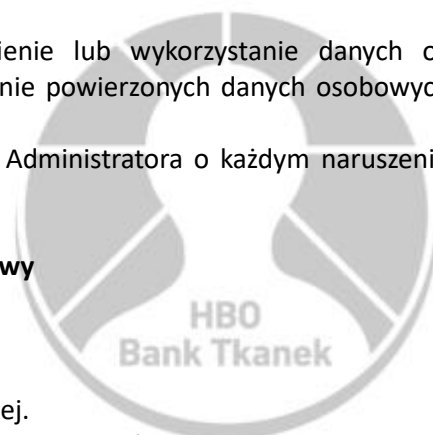 ienie lub wykorzystanie danych o
nie powierzonych danych osobowyc
Administratora o każdym naruszeni
wy
HBO
Bank Tkanek
ej.